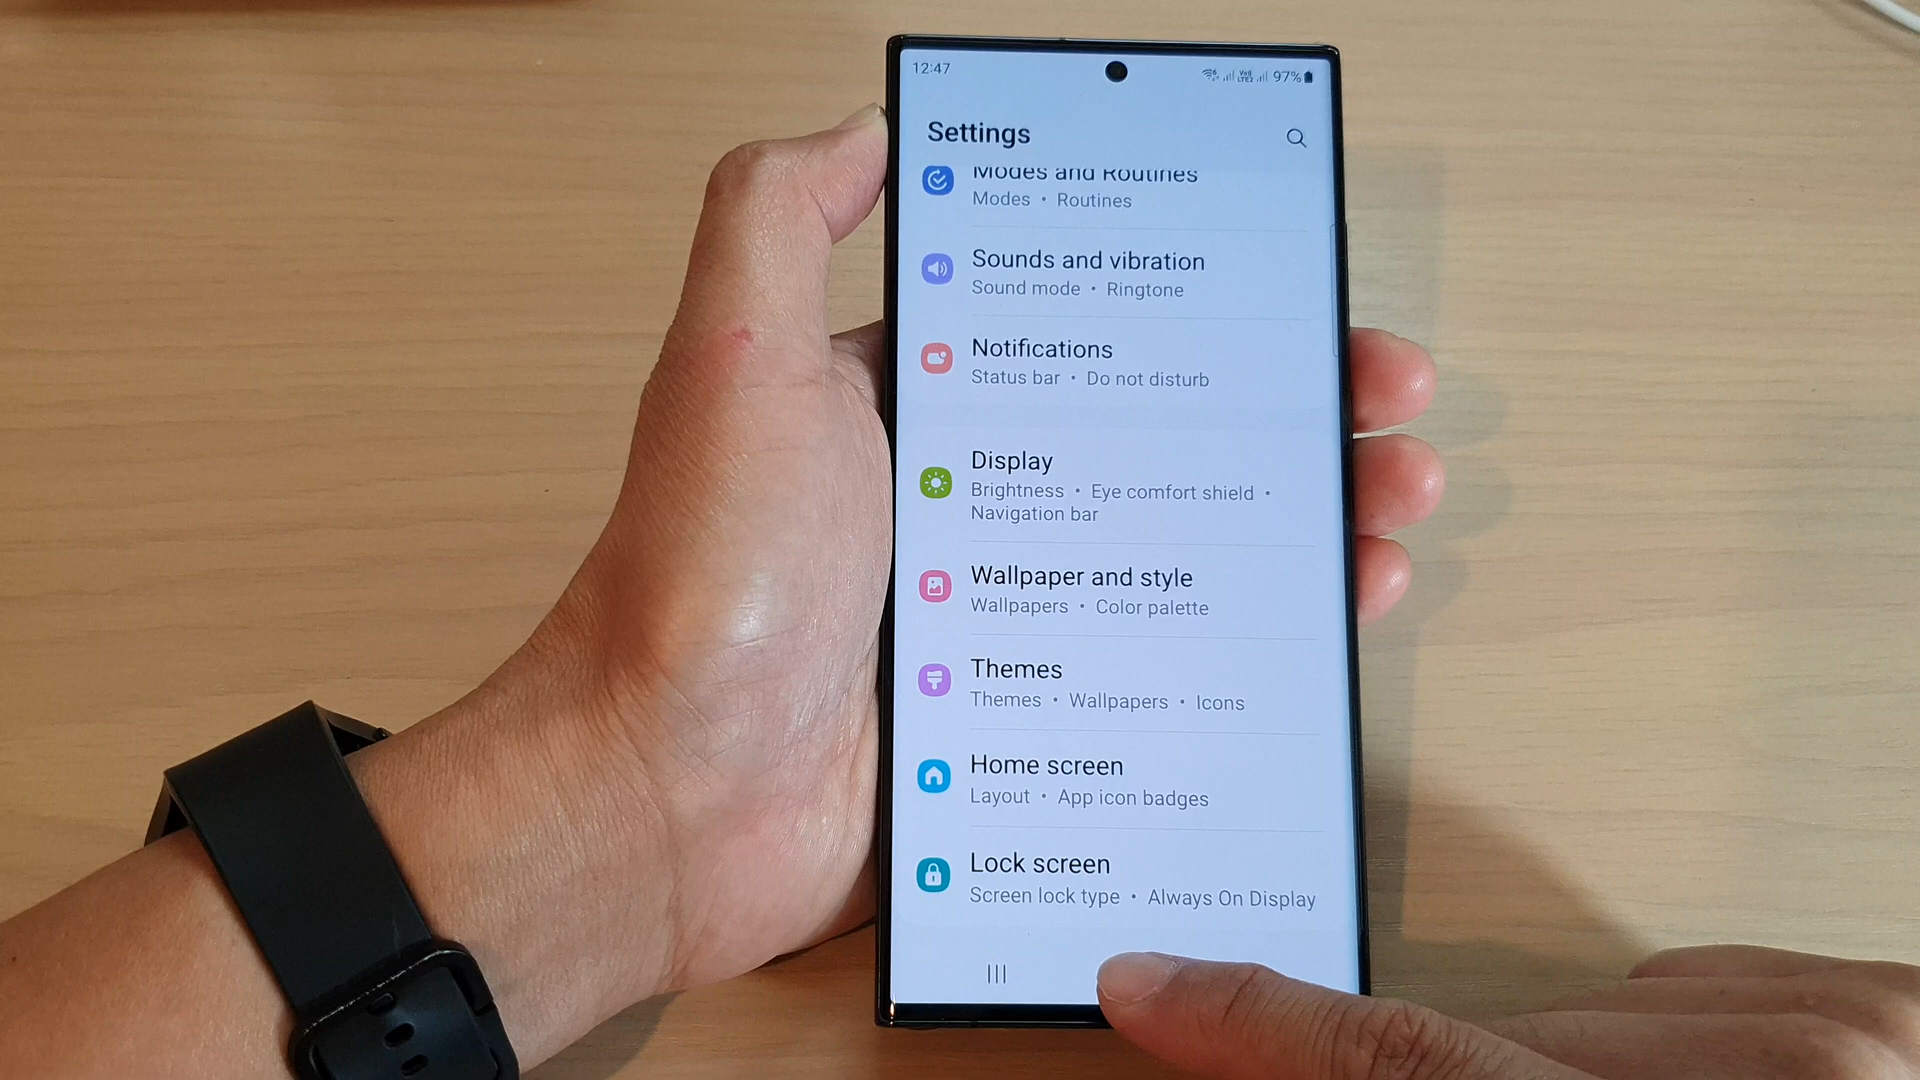 12:47
97%
Settings
Modes and Routines
Modes • Routines
Sounds and vibration
Sound mode • Ringtone
Notifications
Status bar • Do not disturb
Display
Brightness • Eye comfort shield •
Navigation bar
Wallpaper and style
Wallpapers • Color palette
Themes
Themes • Wallpapers • Icons
Home screen
Layout • App icon badges
Lock screen
Screen lock type • Always On Display